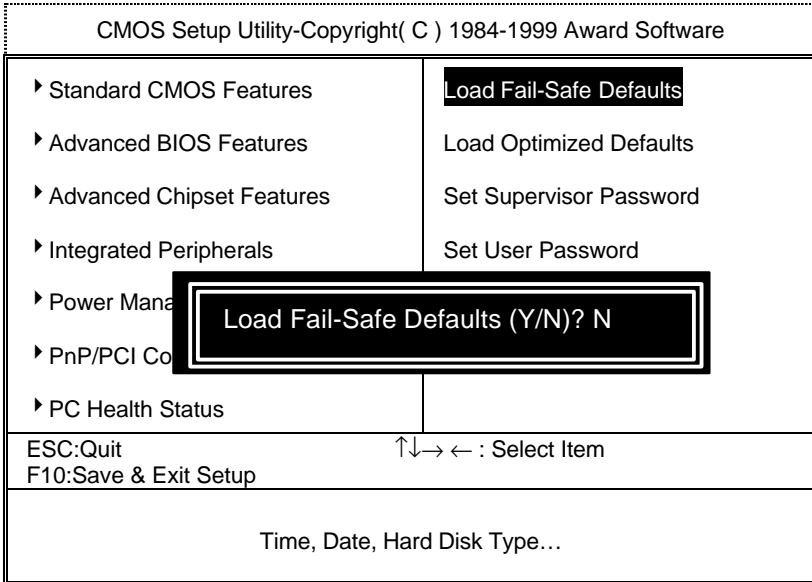 CMOS Setup Utility-Copyright( C ) 1984-1999 Award Software
Standard CMOS Features
Load Fail-Safe Defaults
Advanced BIOS Features
Load Optimized Defaults
Advanced Chipset Features
Set Supervisor Password
Integrated Peripherals
Set User Password
Power Mana
Load Fail-Safe Defaults (Y/N)? N
PnP/PCI Co
PC Health Status
ESC:Quit ↑↓→ ← : Select Item
F10:Save & Exit Setup
Time, Date, Hard Disk Type…